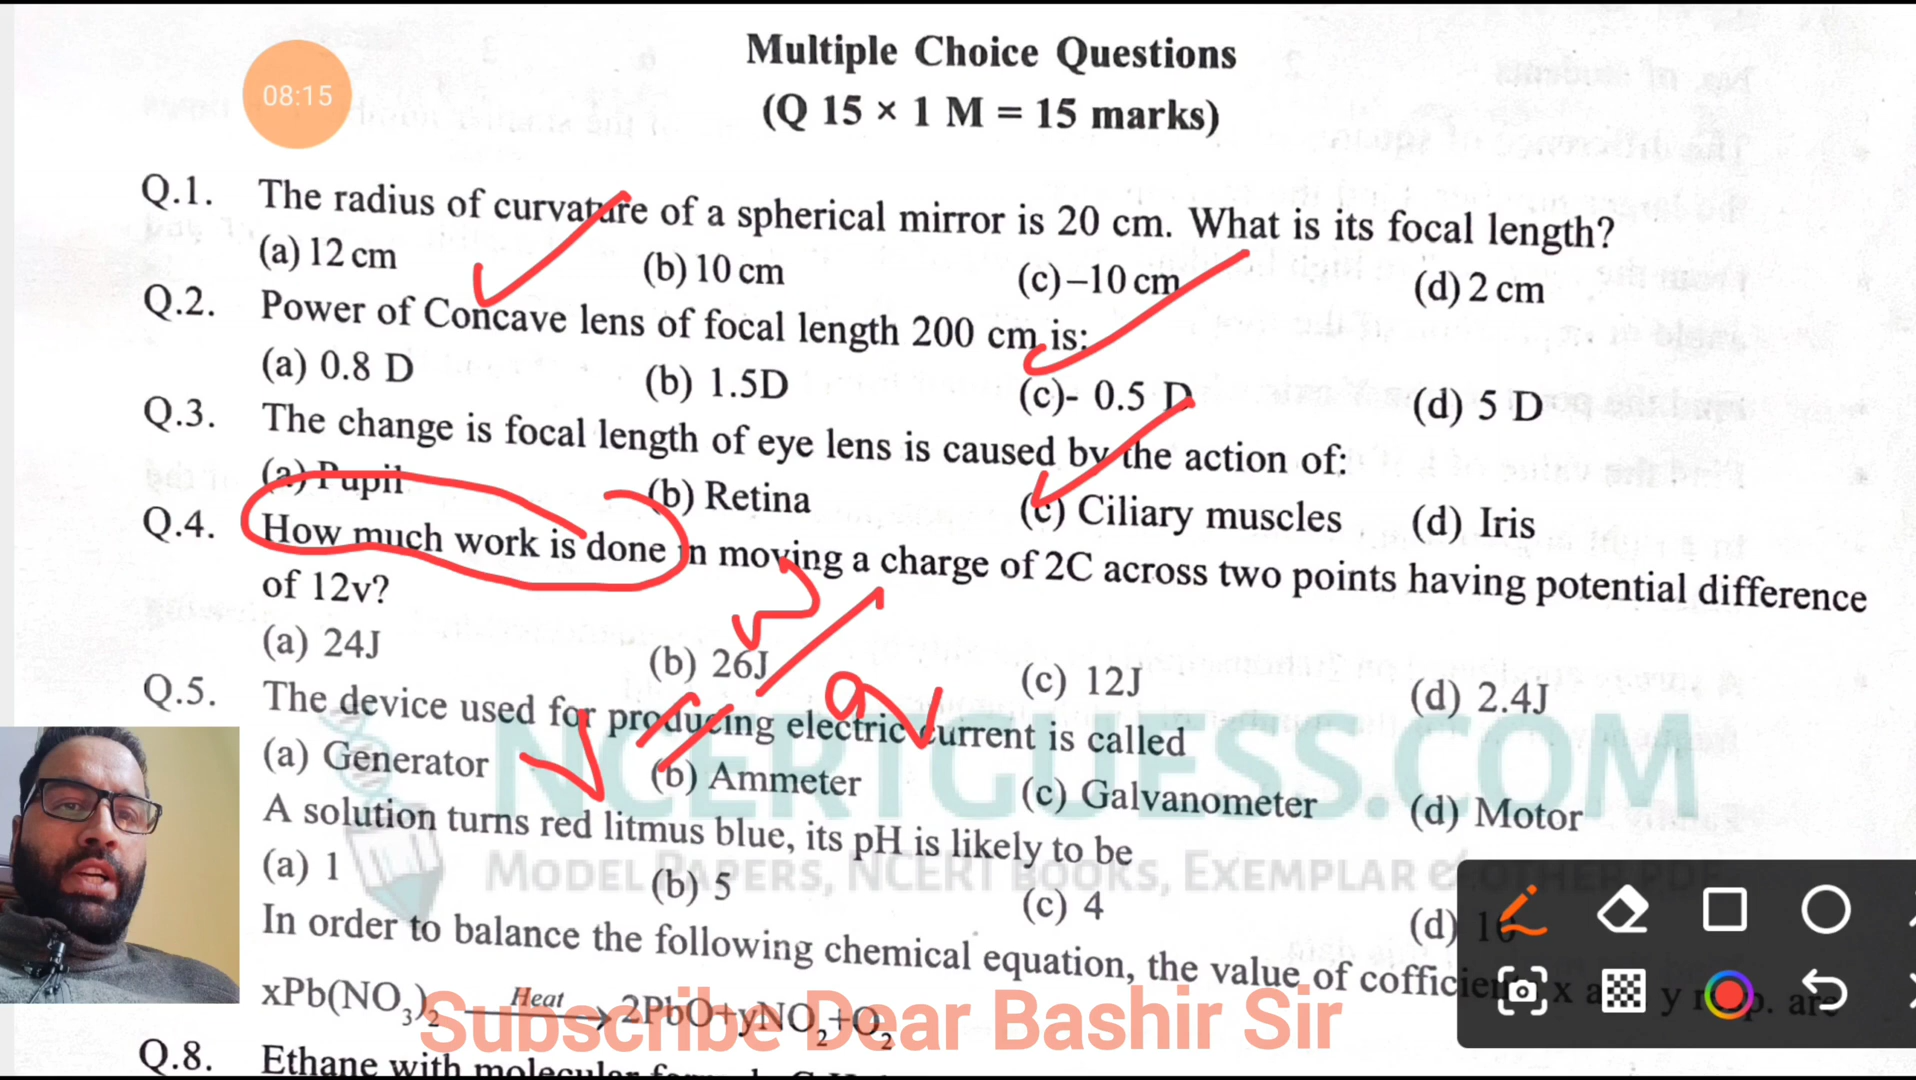 08:15
Multiple Choice Questions
(Q 15 × 1 M = 15 marks)
Q.1. The radius of curvature of a spherical mirror is 20 cm. What is its focal length?
(a) 12 cm (b) 10 cm (c) –10 cm (d) 2 cm
Q.2. Power of Concave lens of focal length 200 cm is:
(a) 0.8 D (b) 1.5D (c)- 0.5 D (d) 5 D
Q.3. The change is focal length of eye lens is caused by the action of:
(a) Pupil (b) Retina (c) Ciliary muscles (d) Iris
Q.4. How much work is done in moving a charge of 2C across two points having potential difference
of 12v?
(a) 24J (b) 26J (c) 12J (d) 2.4J
Q.5. The device used for producing electric current is called
(a) Generator (b) Ammeter (c) Galvanometer (d) Motor
NCERTGUESS.COM
A solution turns red litmus blue, its pH is likely to be
MODEL PAPERS, NCERT BOOKS, EXEMPLAR & OTHER PDF
(a) 1 (b) 5 (c) 4 (d) 10
In order to balance the following chemical equation, the value of cofficient x and y are
xPb(NO₃)₂ Heat → 2PbO+yNO₂+O₂
Subscribe Dear Bashir Sir
Q.8. Ethane with molecular